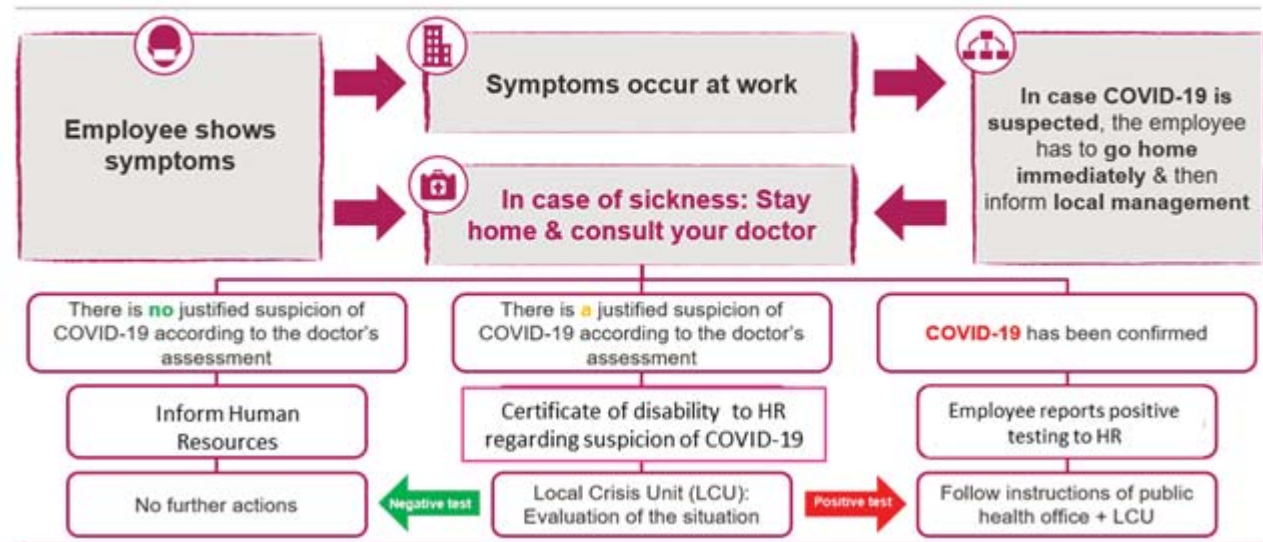 Employee shows
symptoms
Symptoms occur at work
In case COVID-19 is
suspected, the employee
has to go home
immediately & then
inform local management
In case of sickness: Stay
home & consult your doctor
There is no justified suspicion of
COVID-19 according to the doctor's
assessment
There is a justified suspicion of
COVID-19 according to the doctor's
assessment
COVID-19 has been confirmed
Inform Human
Resources
Certificate of disability to HR
regarding suspicion of COVID-19
Employee reports positive
testing to HR
No further actions
Negative test
Local Crisis Unit (LCU):
Evaluation of the situation
Positive test
Follow instructions of public
health office + LCU